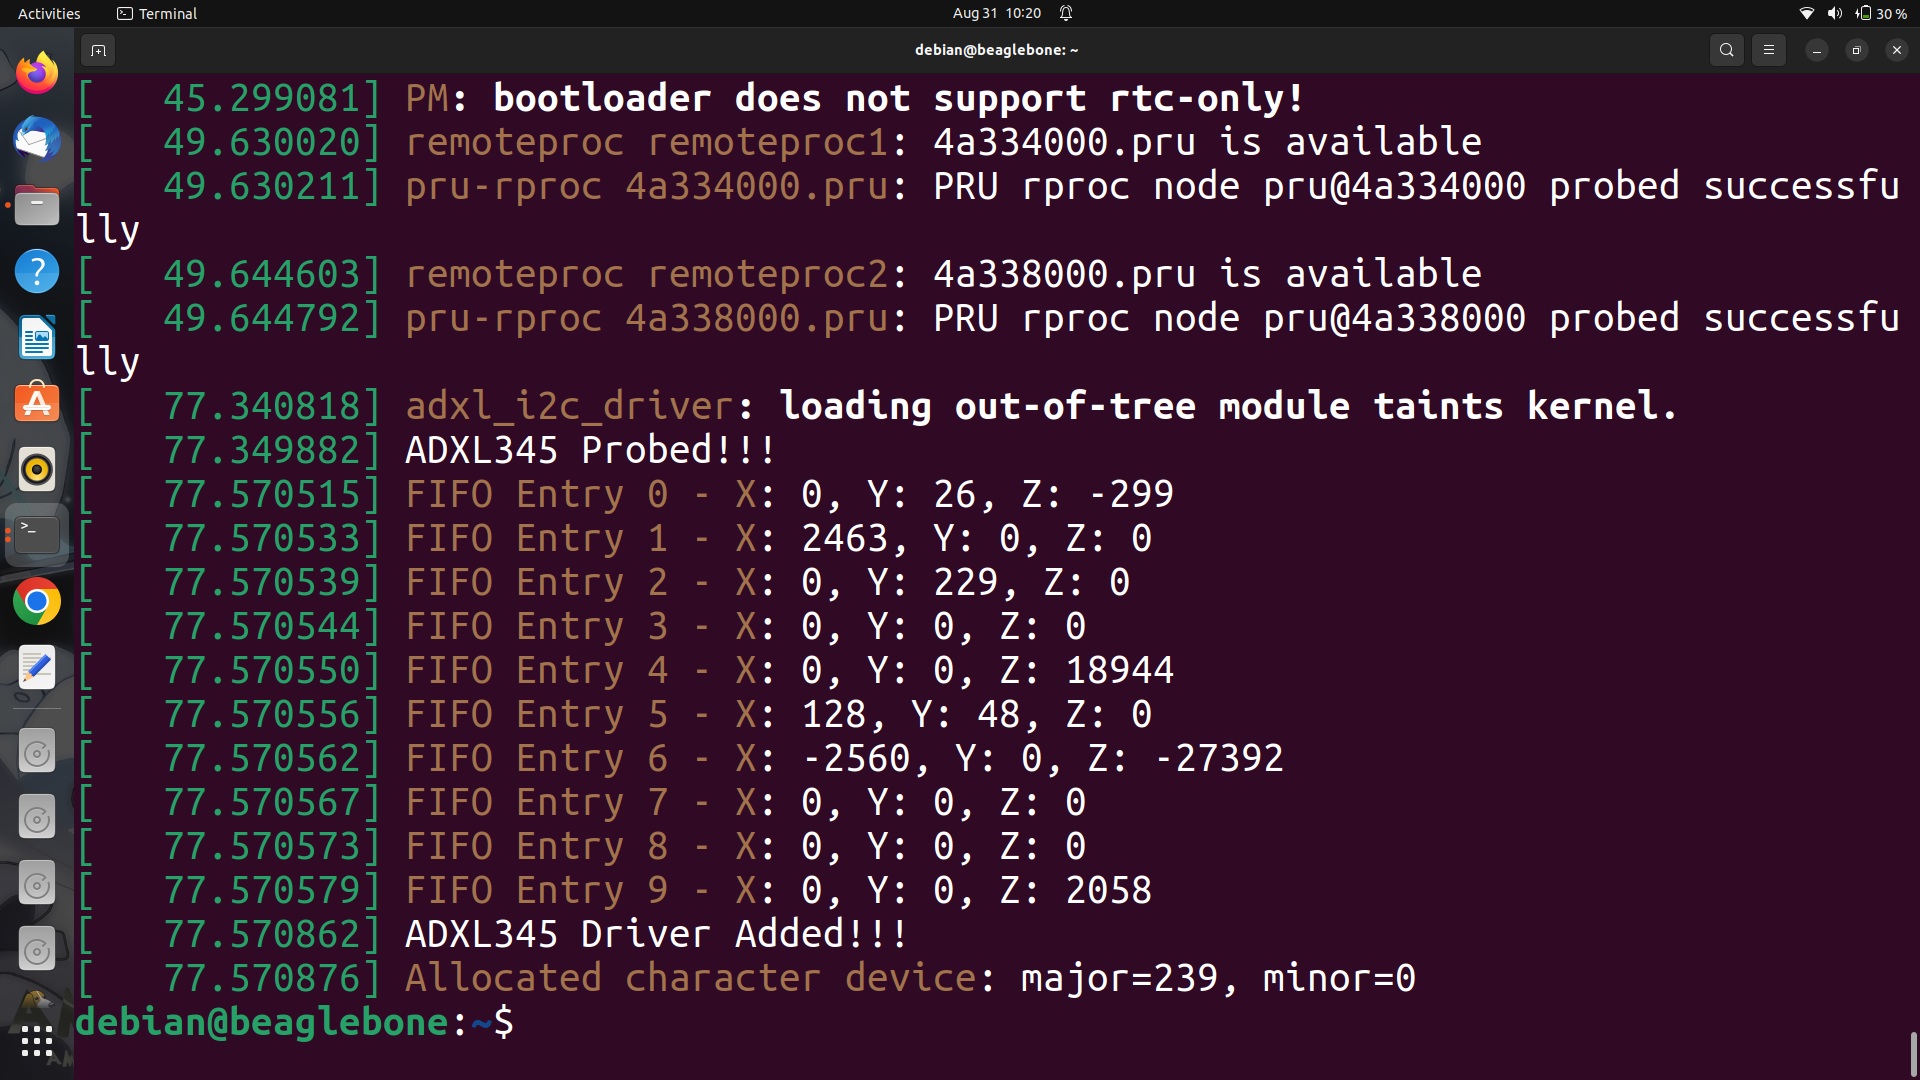 Activities Terminal Aug 31 10:20 30 %
debian@beaglebone: ~
[   45.299081] PM: bootloader does not support rtc-only!
[   49.630020] remoteproc remoteproc1: 4a334000.pru is available
[   49.630211] pru-rproc 4a334000.pru: PRU rproc node pru@4a334000 probed successfu
lly
[   49.644603] remoteproc remoteproc2: 4a338000.pru is available
[   49.644792] pru-rproc 4a338000.pru: PRU rproc node pru@4a338000 probed successfu
lly
[   77.340818] adxl_i2c_driver: loading out-of-tree module taints kernel.
[   77.349882] ADXL345 Probed!!!
[   77.570515] FIFO Entry 0 - X: 0, Y: 26, Z: -299
[   77.570533] FIFO Entry 1 - X: 2463, Y: 0, Z: 0
[   77.570539] FIFO Entry 2 - X: 0, Y: 229, Z: 0
[   77.570544] FIFO Entry 3 - X: 0, Y: 0, Z: 0
[   77.570550] FIFO Entry 4 - X: 0, Y: 0, Z: 18944
[   77.570556] FIFO Entry 5 - X: 128, Y: 48, Z: 0
[   77.570562] FIFO Entry 6 - X: -2560, Y: 0, Z: -27392
[   77.570567] FIFO Entry 7 - X: 0, Y: 0, Z: 0
[   77.570573] FIFO Entry 8 - X: 0, Y: 0, Z: 0
[   77.570579] FIFO Entry 9 - X: 0, Y: 0, Z: 2058
[   77.570862] ADXL345 Driver Added!!!
[   77.570876] Allocated character device: major=239, minor=0
debian@beaglebone:~$